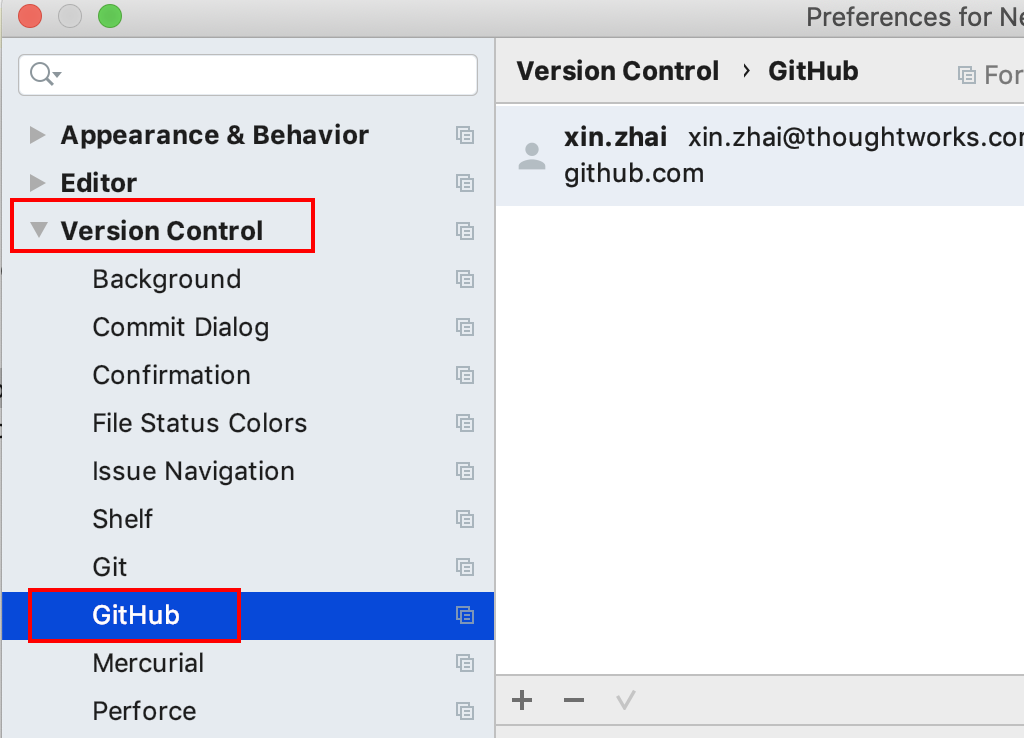 Preferences for Ne
Version Control › GitHub
For
Appearance & Behavior
Editor
Version Control
Background
Commit Dialog
Confirmation
File Status Colors
Issue Navigation
Shelf
Git
GitHub
Mercurial
Perforce
xin.zhai xin.zhai@thoughtworks.com
github.com